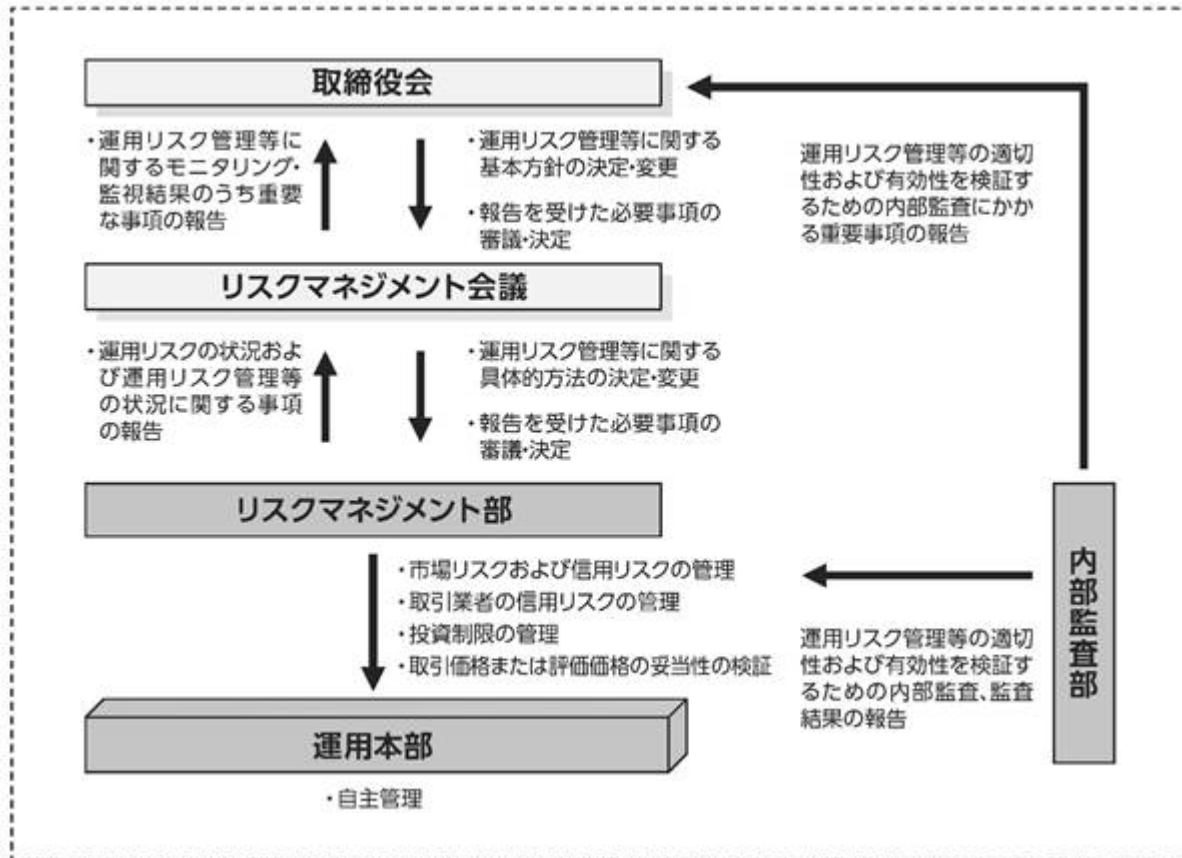 取締役会
・運用リスク管理等に
関するモニタリング・
監視結果のうち重要
な事項の報告
・運用リスク管理等に関する
基本方針の決定・変更
・報告を受けた必要事項の
審議・決定
運用リスク管理等の適切
性および有効性を検証す
るための内部監査にかか
る重要事項の報告
リスクマネジメント会議
・運用リスクの状況およ
び運用リスク管理等
の状況に関する事項
の報告
・運用リスク管理等に関する
具体的方法の決定・変更
・報告を受けた必要事項の
審議・決定
リスクマネジメント部
・市場リスクおよび信用リスクの管理
・取引業者の信用リスクの管理
・投資制限の管理
・取引価格または評価価格の妥当性の検証
運用リスク管理等の適切
性および有効性を検証す
るための内部監査、監査
結果の報告
内部監査部
運用本部
・自主管理